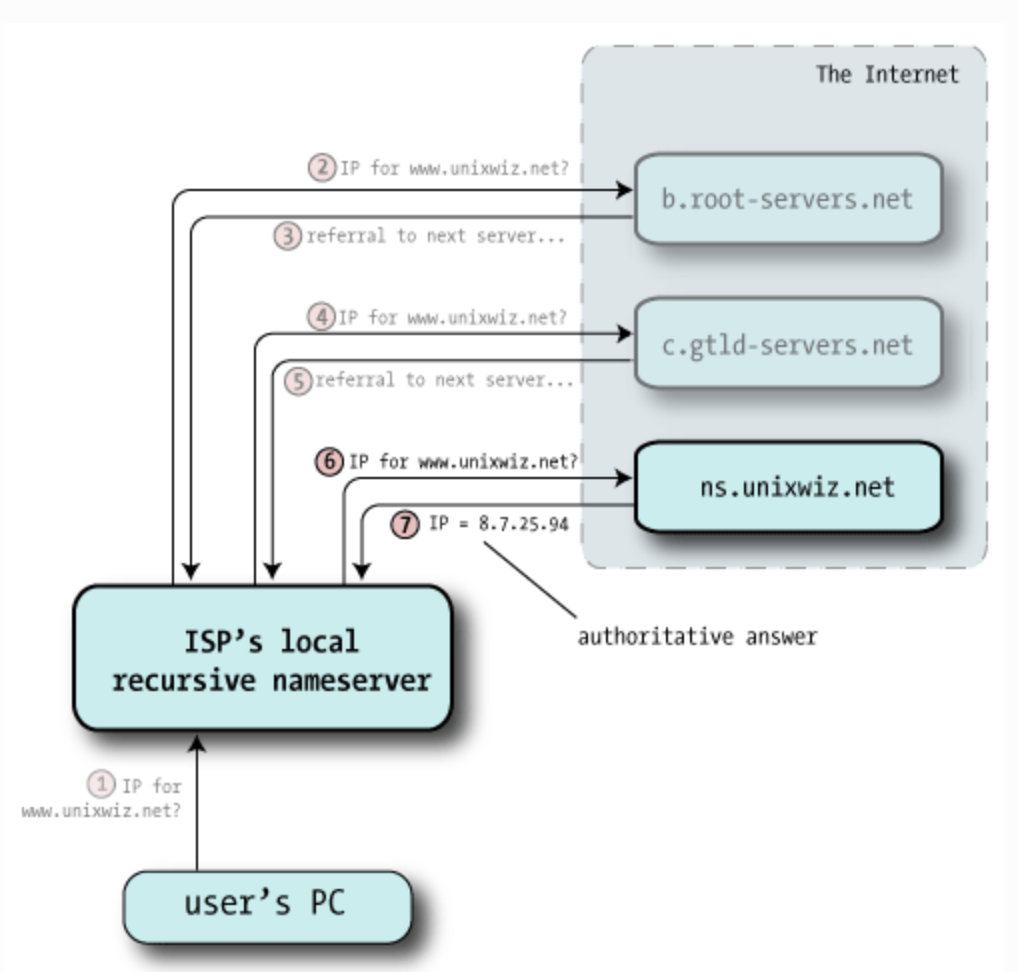 The Internet
2 IP for www.unixwiz.net?
b.root-servers.net
3 referral to next server...
4 IP for www.unixwiz.net?
c.gtld-servers.net
5 referral to next server...
6 IP for www.unixwiz.net?
ns.unixwiz.net
7 IP = 8.7.25.94
authoritative answer
ISP's local
recursive nameserver
1 IP for
www.unixwiz.net?
user's PC